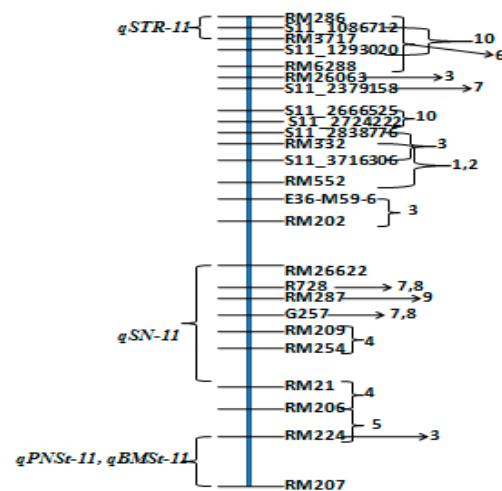 RM286
qSTR-11
S11_1086712
RM3717
10
S11_1293020
6
RM6288
RM26063
3
S11_2379158
7
S11_2666525
10
S11_2724222
S11_2838776
RM332
3
S11_3716306
1,2
RM552
E36-M59-6
3
RM202
RM26622
R728
7,8
RM287
9
G257
7,8
qSN-11
RM209
4
RM254
RM21
4
RM206
5
RM224
3
qPNSt-11, qBMSt-11
RM207